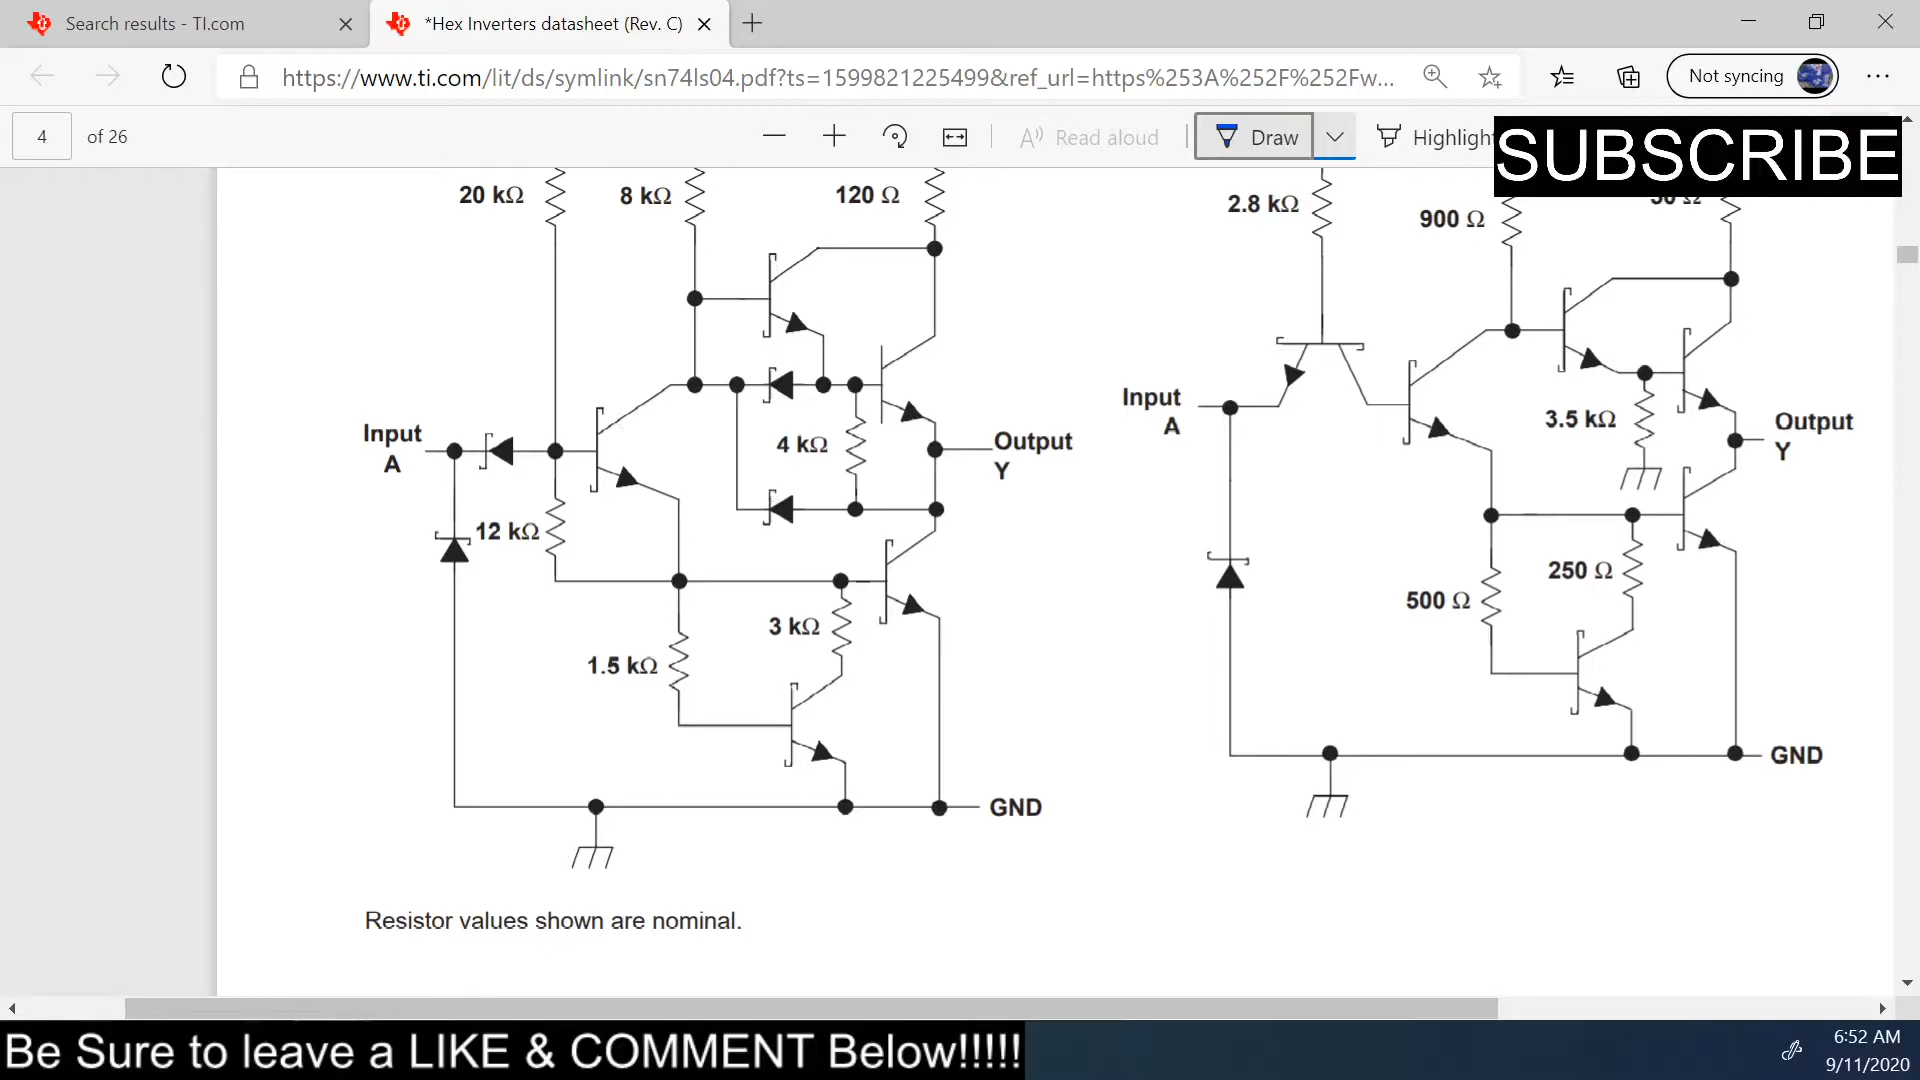 Search results - TI.com
*Hex Inverters datasheet (Rev. C)
https://www.ti.com/lit/ds/symlink/sn74ls04.pdf?ts=1599821225499&ref_url=https%253A%252F%252Fw...
Not syncing
4 of 26
Read aloud
Draw
Highlight
SUBSCRIBE
20 kΩ
8 kΩ
120 Ω
Input
A
4 kΩ
Output
Y
12 kΩ
3 kΩ
1.5 kΩ
GND
2.8 kΩ
900 Ω
50 Ω
Input
A
3.5 kΩ
Output
Y
250 Ω
500 Ω
GND
Resistor values shown are nominal.
Be Sure to leave a LIKE & COMMENT Below!!!!!
6:52 AM
9/11/2020